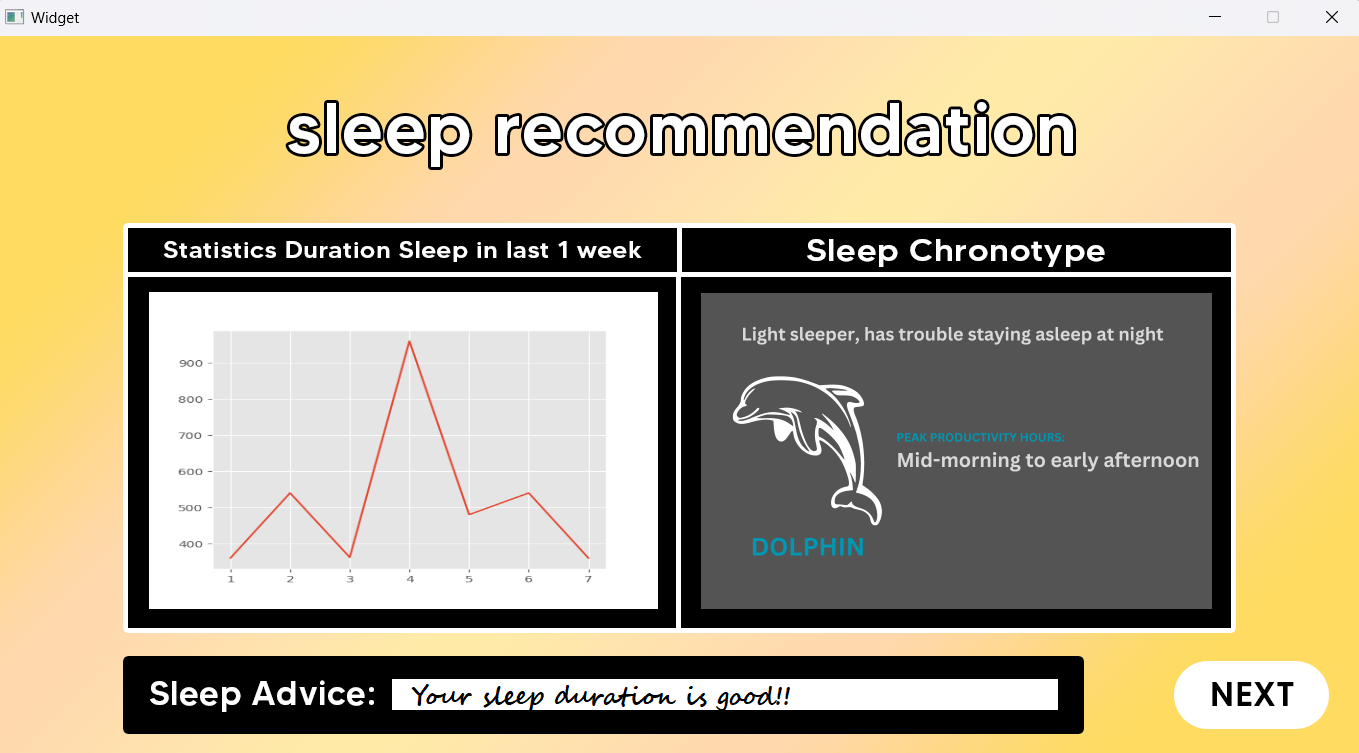 Widget
sleep recommendation
Statistics Duration Sleep in last 1 week
900
800
700
600
500
400
1 2 3 4 5 6 7
Sleep Chronotype
Light sleeper, has trouble staying asleep at night
PEAK PRODUCTIVITY HOURS:
Mid-morning to early afternoon
DOLPHIN
Sleep Advice: Your sleep duration is good!!
NEXT